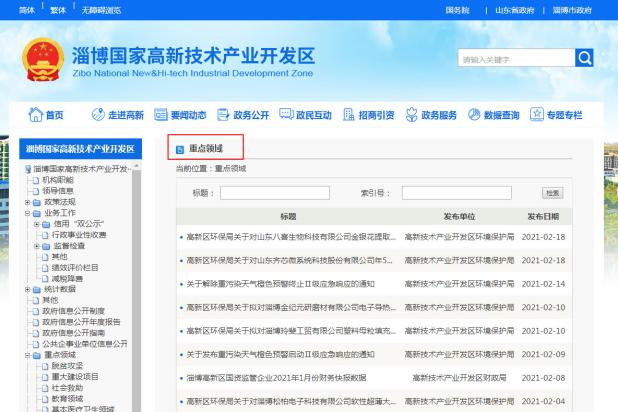 简体 | 繁体 | 无障碍浏览 国务院 | 山东省政府 | 淄博市政府
淄博国家高新技术产业开发区
Zibo National New&Hi-tech Industrial Development Zone
请输入关键字
首页 走进高新 要闻动态 政务公开 政民互动 招商引资 政务服务 数据查询 专题专栏
淄博国家高新技术产业开发区
淄博国家高新技术产业开发
机构职能
领导信息
政策法规
业务工作
信用“双公示”
行政事业性收费
监督检查
其他
绩效评价栏目
减税降费
统计数据
其他
政府信息公开制度
政府信息公开年度报告
政府信息公开指南
公共企事业单位信息公开
重点领域
脱贫攻坚
重大建设项目
社会救助
教育领域
基本医疗卫生领域
重点领域
当前位置：重点领域
标题： 索引号： 检索
标题 发布单位 发布日期
高新区环保局关于对山东八喜生物科技有限公司金银花提取... 高新技术产业开发区环境保护局 2021-02-18
高新区环保局关于对山东齐芯微系统科技股份有限公司年5... 高新技术产业开发区环境保护局 2021-02-18
关于解除重污染天气橙色预警终止Ⅱ级应急响应的通知 高新技术产业开发区环境保护局 2021-02-14
高新区环保局关于拟对淄博金纪元研磨材有限公司电子导热... 高新技术产业开发区环境保护局 2021-02-10
高新区环保局关于拟对淄博玲斐工贸有限公司塑料母粒填充... 高新技术产业开发区环境保护局 2021-02-10
关于发布重污染天气橙色预警启动Ⅱ级应急响应的通知 高新技术产业开发区环境保护局 2021-02-09
淄博高新区国资监管企业2021年1月份财务快报数据 高新技术产业开发区财政局 2021-02-08
高新区环保局关于对淄博松柏电子科技有限公司软性超薄大... 高新技术产业开发区环境保护局 2021-02-04